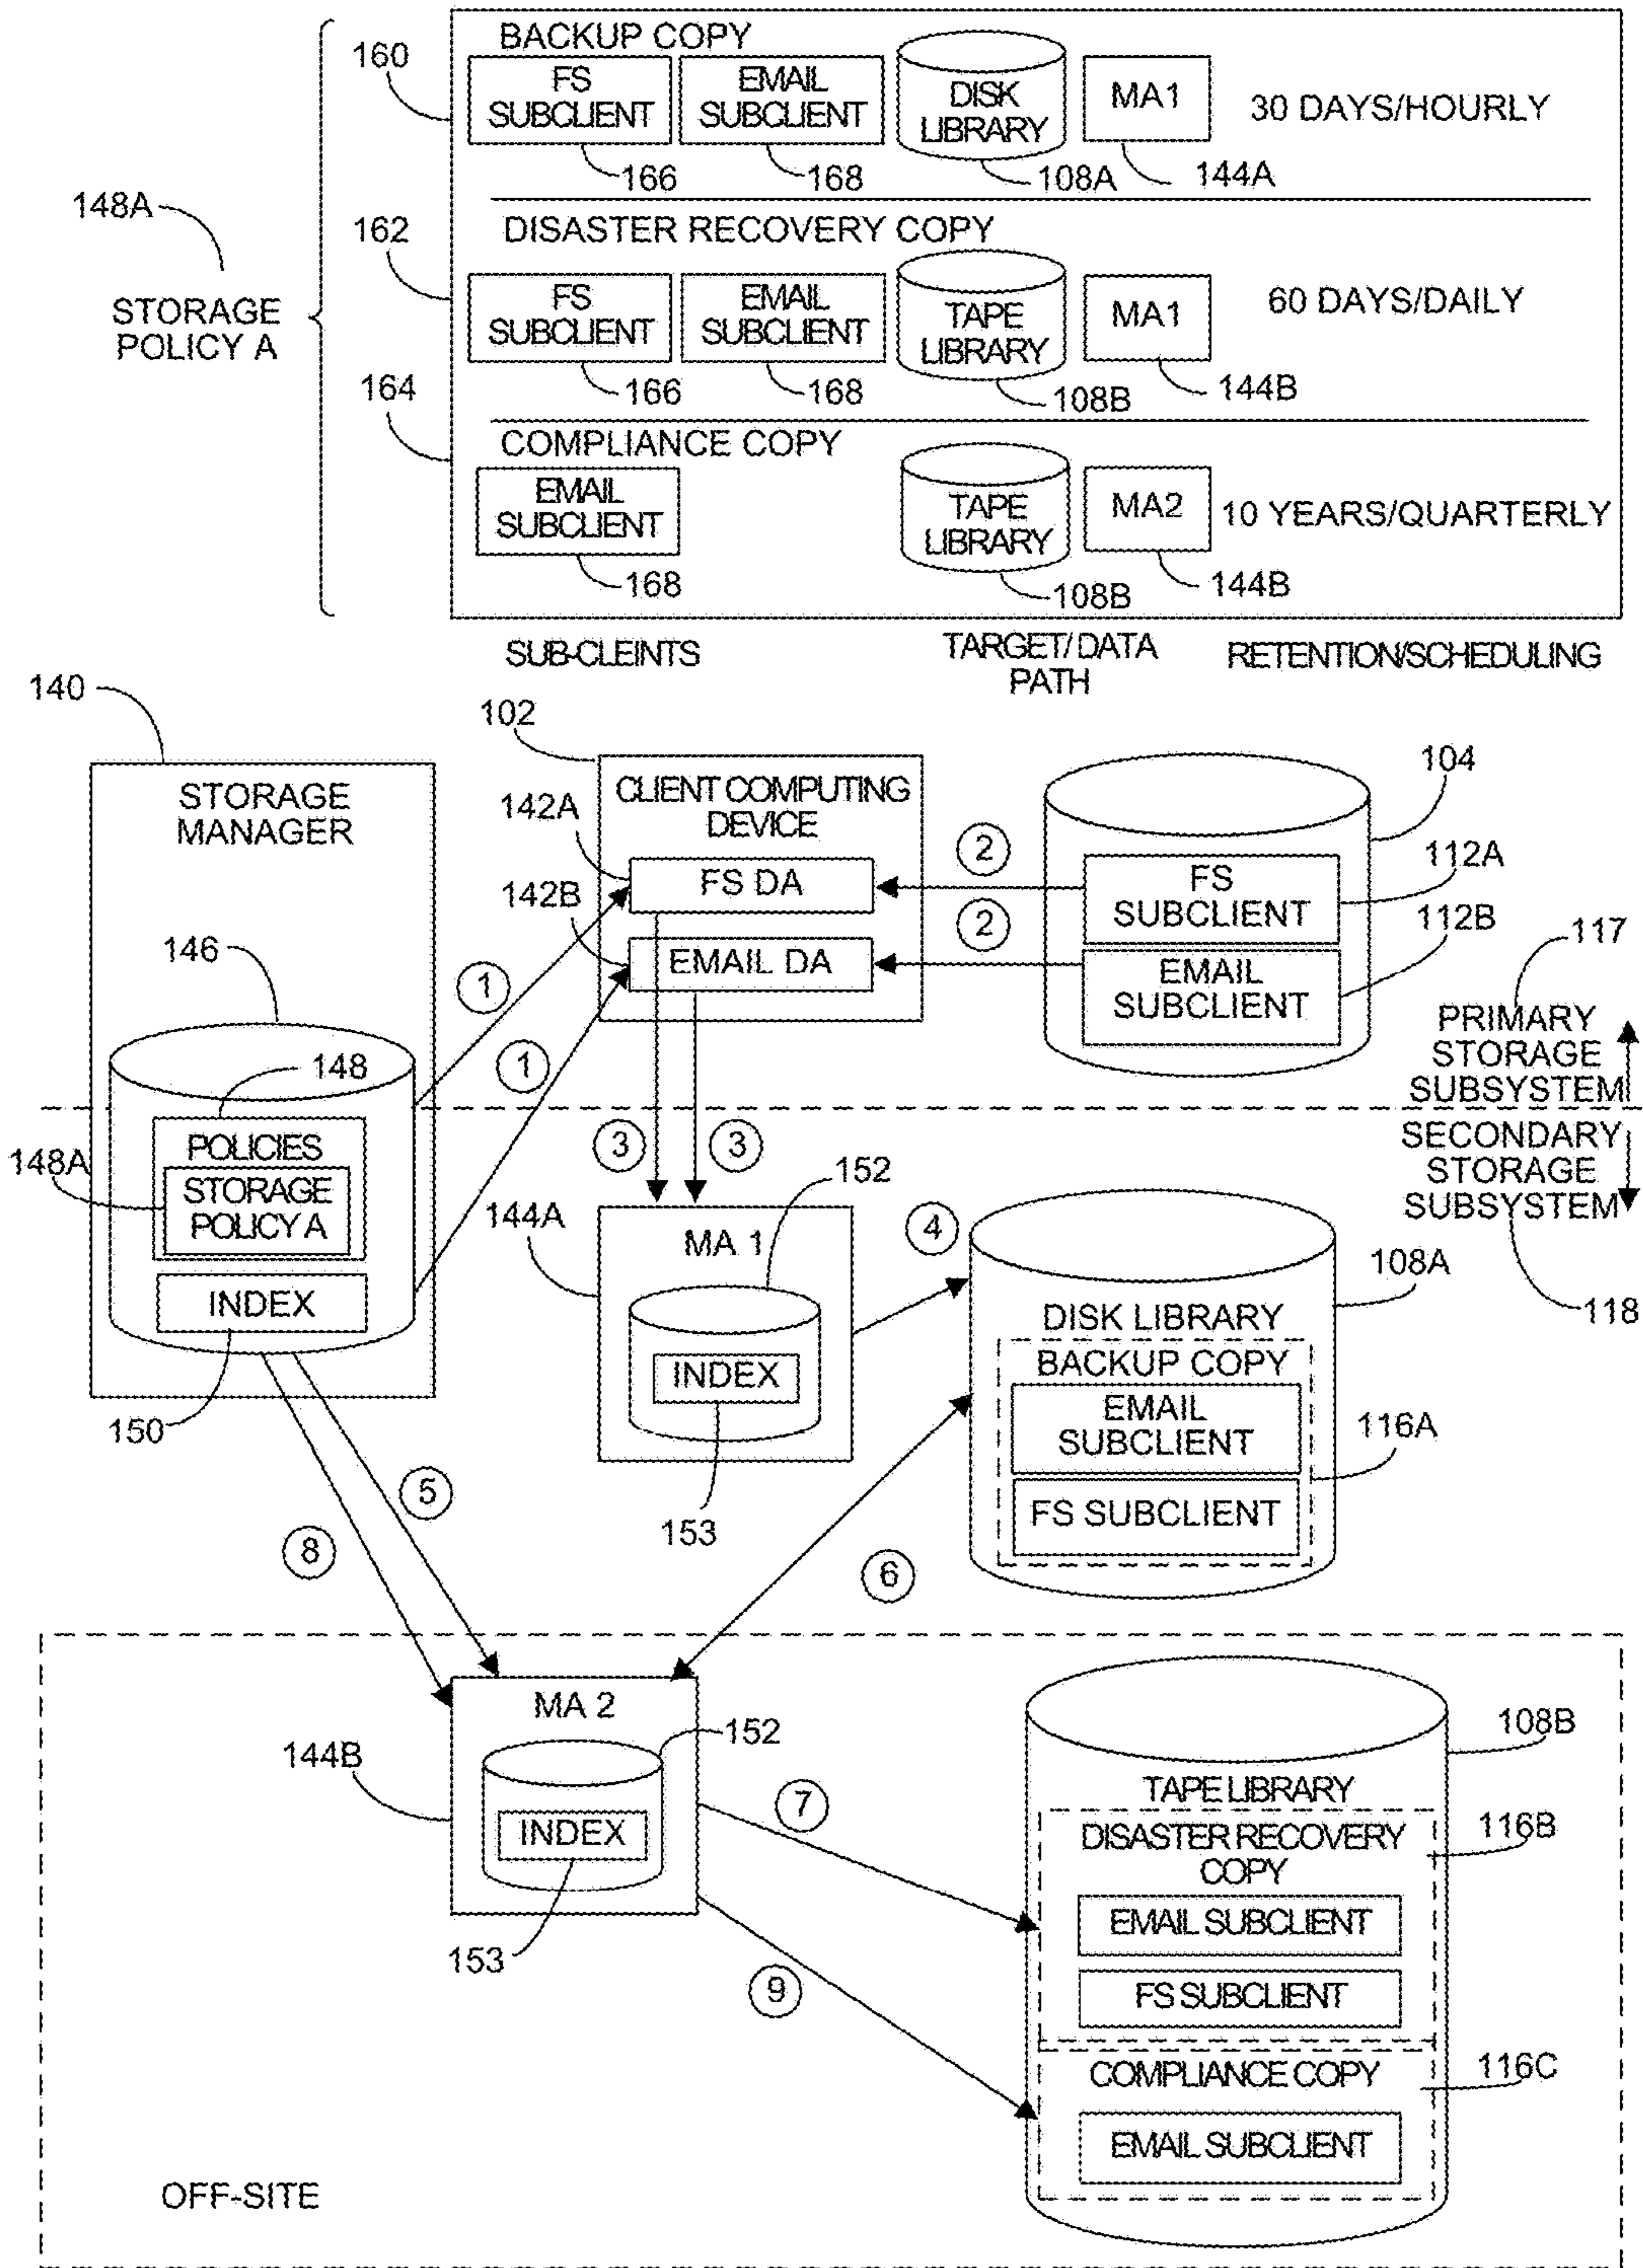 BACKUP COPY
160
FS
SUBCLIENT
EMAIL
SUBCLIENT
DISK
LIBRARY
MA1
30 DAYS/HOURLY
166
168
108A
144A
148A
STORAGE
POLICY A
162
DISASTER RECOVERY COPY
FS
SUBCLIENT
EMAIL
SUBCLIENT
TAPE
LIBRARY
MA1
60 DAYS/DAILY
166
168
108B
144B
164
COMPLIANCE COPY
EMAIL
SUBCLIENT
TAPE
LIBRARY
MA2
10 YEARS/QUARTERLY
168
108B
144B
SUB-CLEINTS
TARGET/DATA
PATH
RETENTION/SCHEDULING
140
STORAGE
MANAGER
102
CLIENT COMPUTING
DEVICE
142A
FS DA
142B
EMAIL DA
2
2
104
FS
SUBCLIENT
112A
EMAIL
SUBCLIENT
112B
117
PRIMARY
STORAGE
SUBSYSTEM
SECONDARY
STORAGE
SUBSYSTEM
118
146
1
1
148
POLICIES
148A
STORAGE
POLICY A
INDEX
150
3
3
144A
MA 1
152
INDEX
153
4
108A
DISK LIBRARY
BACKUP COPY
EMAIL
SUBCLIENT
FS SUBCLIENT
116A
5
8
6
MA 2
144B
152
INDEX
153
7
9
108B
TAPE LIBRARY
DISASTER RECOVERY
COPY
116B
EMAIL SUBCLIENT
FS SUBCLIENT
COMPLIANCE COPY
116C
EMAIL SUBCLIENT
OFF-SITE